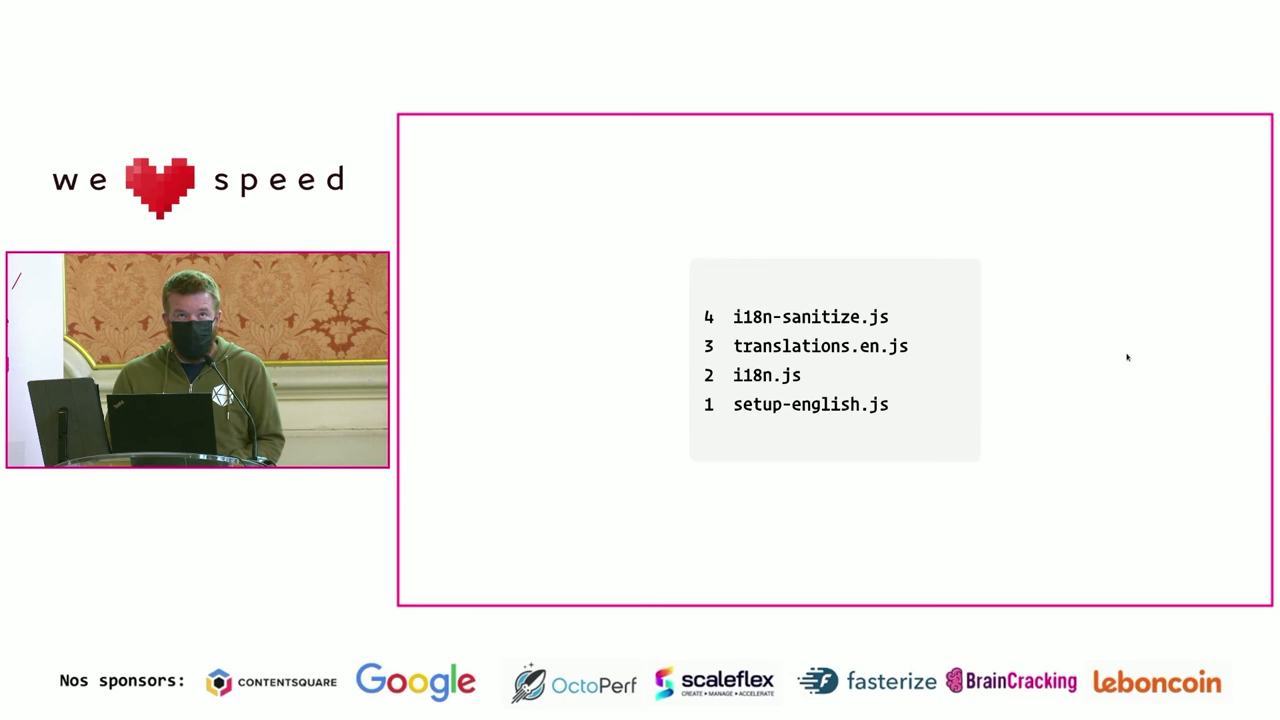 we speed
4 i18n-sanitize.js
3 translations.en.js
2 i18n.js
1 setup-english.js
Nos sponsors:
CONTENTSQUARE
Google
OctoPerf
scaleflex
CREATE • MANAGE • ACCELERATE
fasterize
BrainCracking
leboncoin